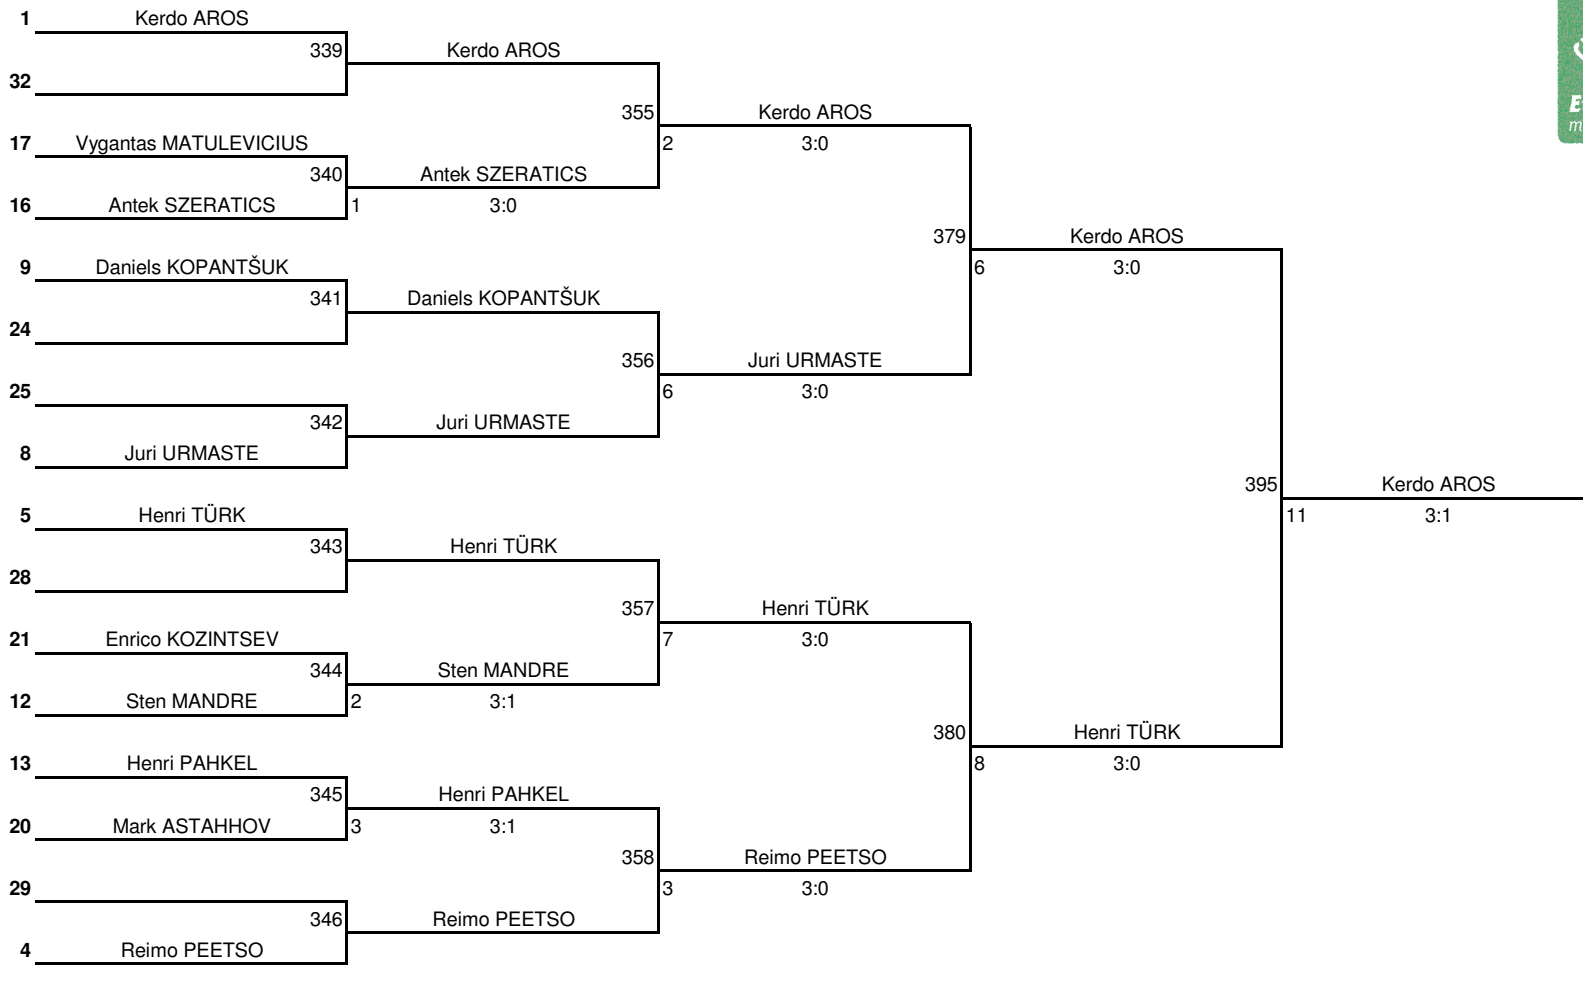 1 Kerdo AROS
339 Kerdo AROS
32
355 Kerdo AROS
17 Vygantas MATULEVICIUS
2 3:0
340 Antek SZERATICS
16 Antek SZERATICS
1 3:0
379 Kerdo AROS
9 Daniels KOPANTŠUK
6 3:0
341 Daniels KOPANTŠUK
24
356 Juri URMASTE
25
6 3:0
342 Juri URMASTE
8 Juri URMASTE
395 Kerdo AROS
5 Henri TÜRK
11 3:1
343 Henri TÜRK
28
357 Henri TÜRK
21 Enrico KOZINTSEV
7 3:0
344 Sten MANDRE
12 Sten MANDRE
2 3:1
380 Henri TÜRK
13 Henri PAHKEL
8 3:0
345 Henri PAHKEL
20 Mark ASTAHHOV
3 3:1
358 Reimo PEETSO
29
3 3:0
346 Reimo PEETSO
4 Reimo PEETSO